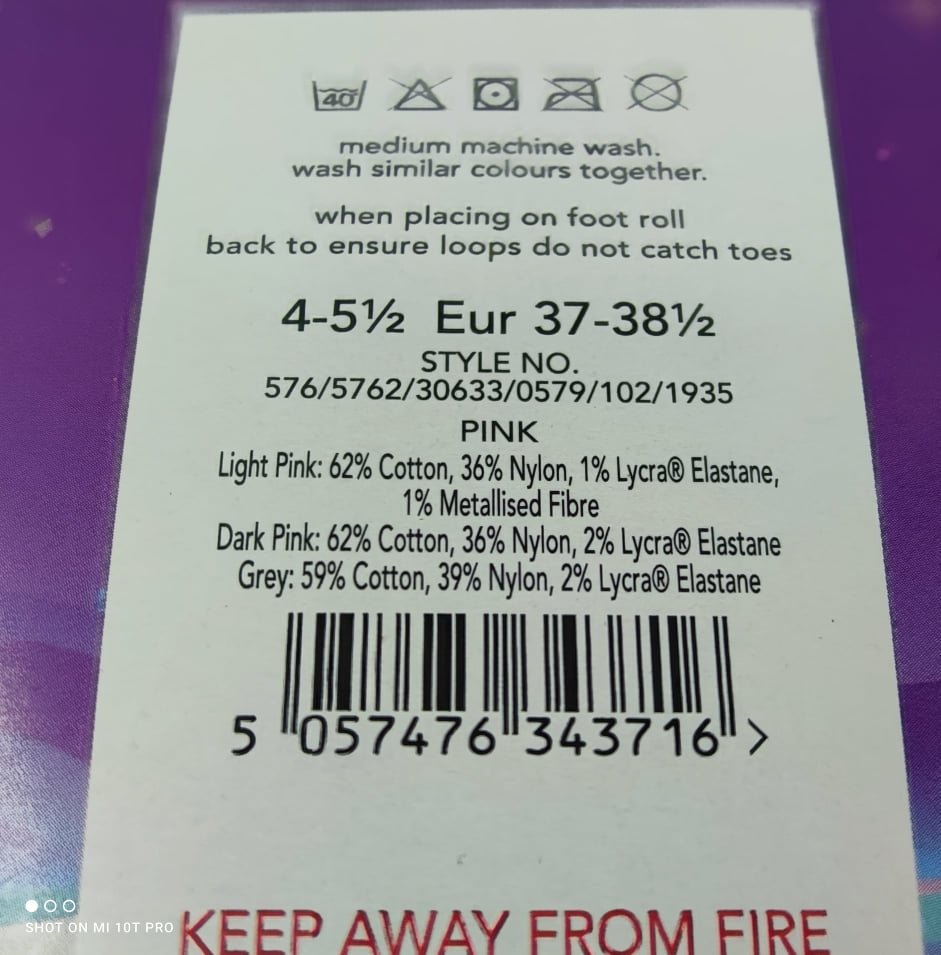 40
medium machine wash.
wash similar colours together.
when placing on foot roll
back to ensure loops do not catch toes
4-5½ Eur 37-38½
STYLE NO.
576/5762/30633/0579/102/1935
PINK
Light Pink: 62% Cotton, 36% Nylon, 1% Lycra® Elastane,
1% Metallised Fibre
Dark Pink: 62% Cotton, 36% Nylon, 2% Lycra® Elastane
Grey: 59% Cotton, 39% Nylon, 2% Lycra® Elastane
5 057476 343716 >
KEEP AWAY FROM FIRE
SHOT ON MI 10T PRO